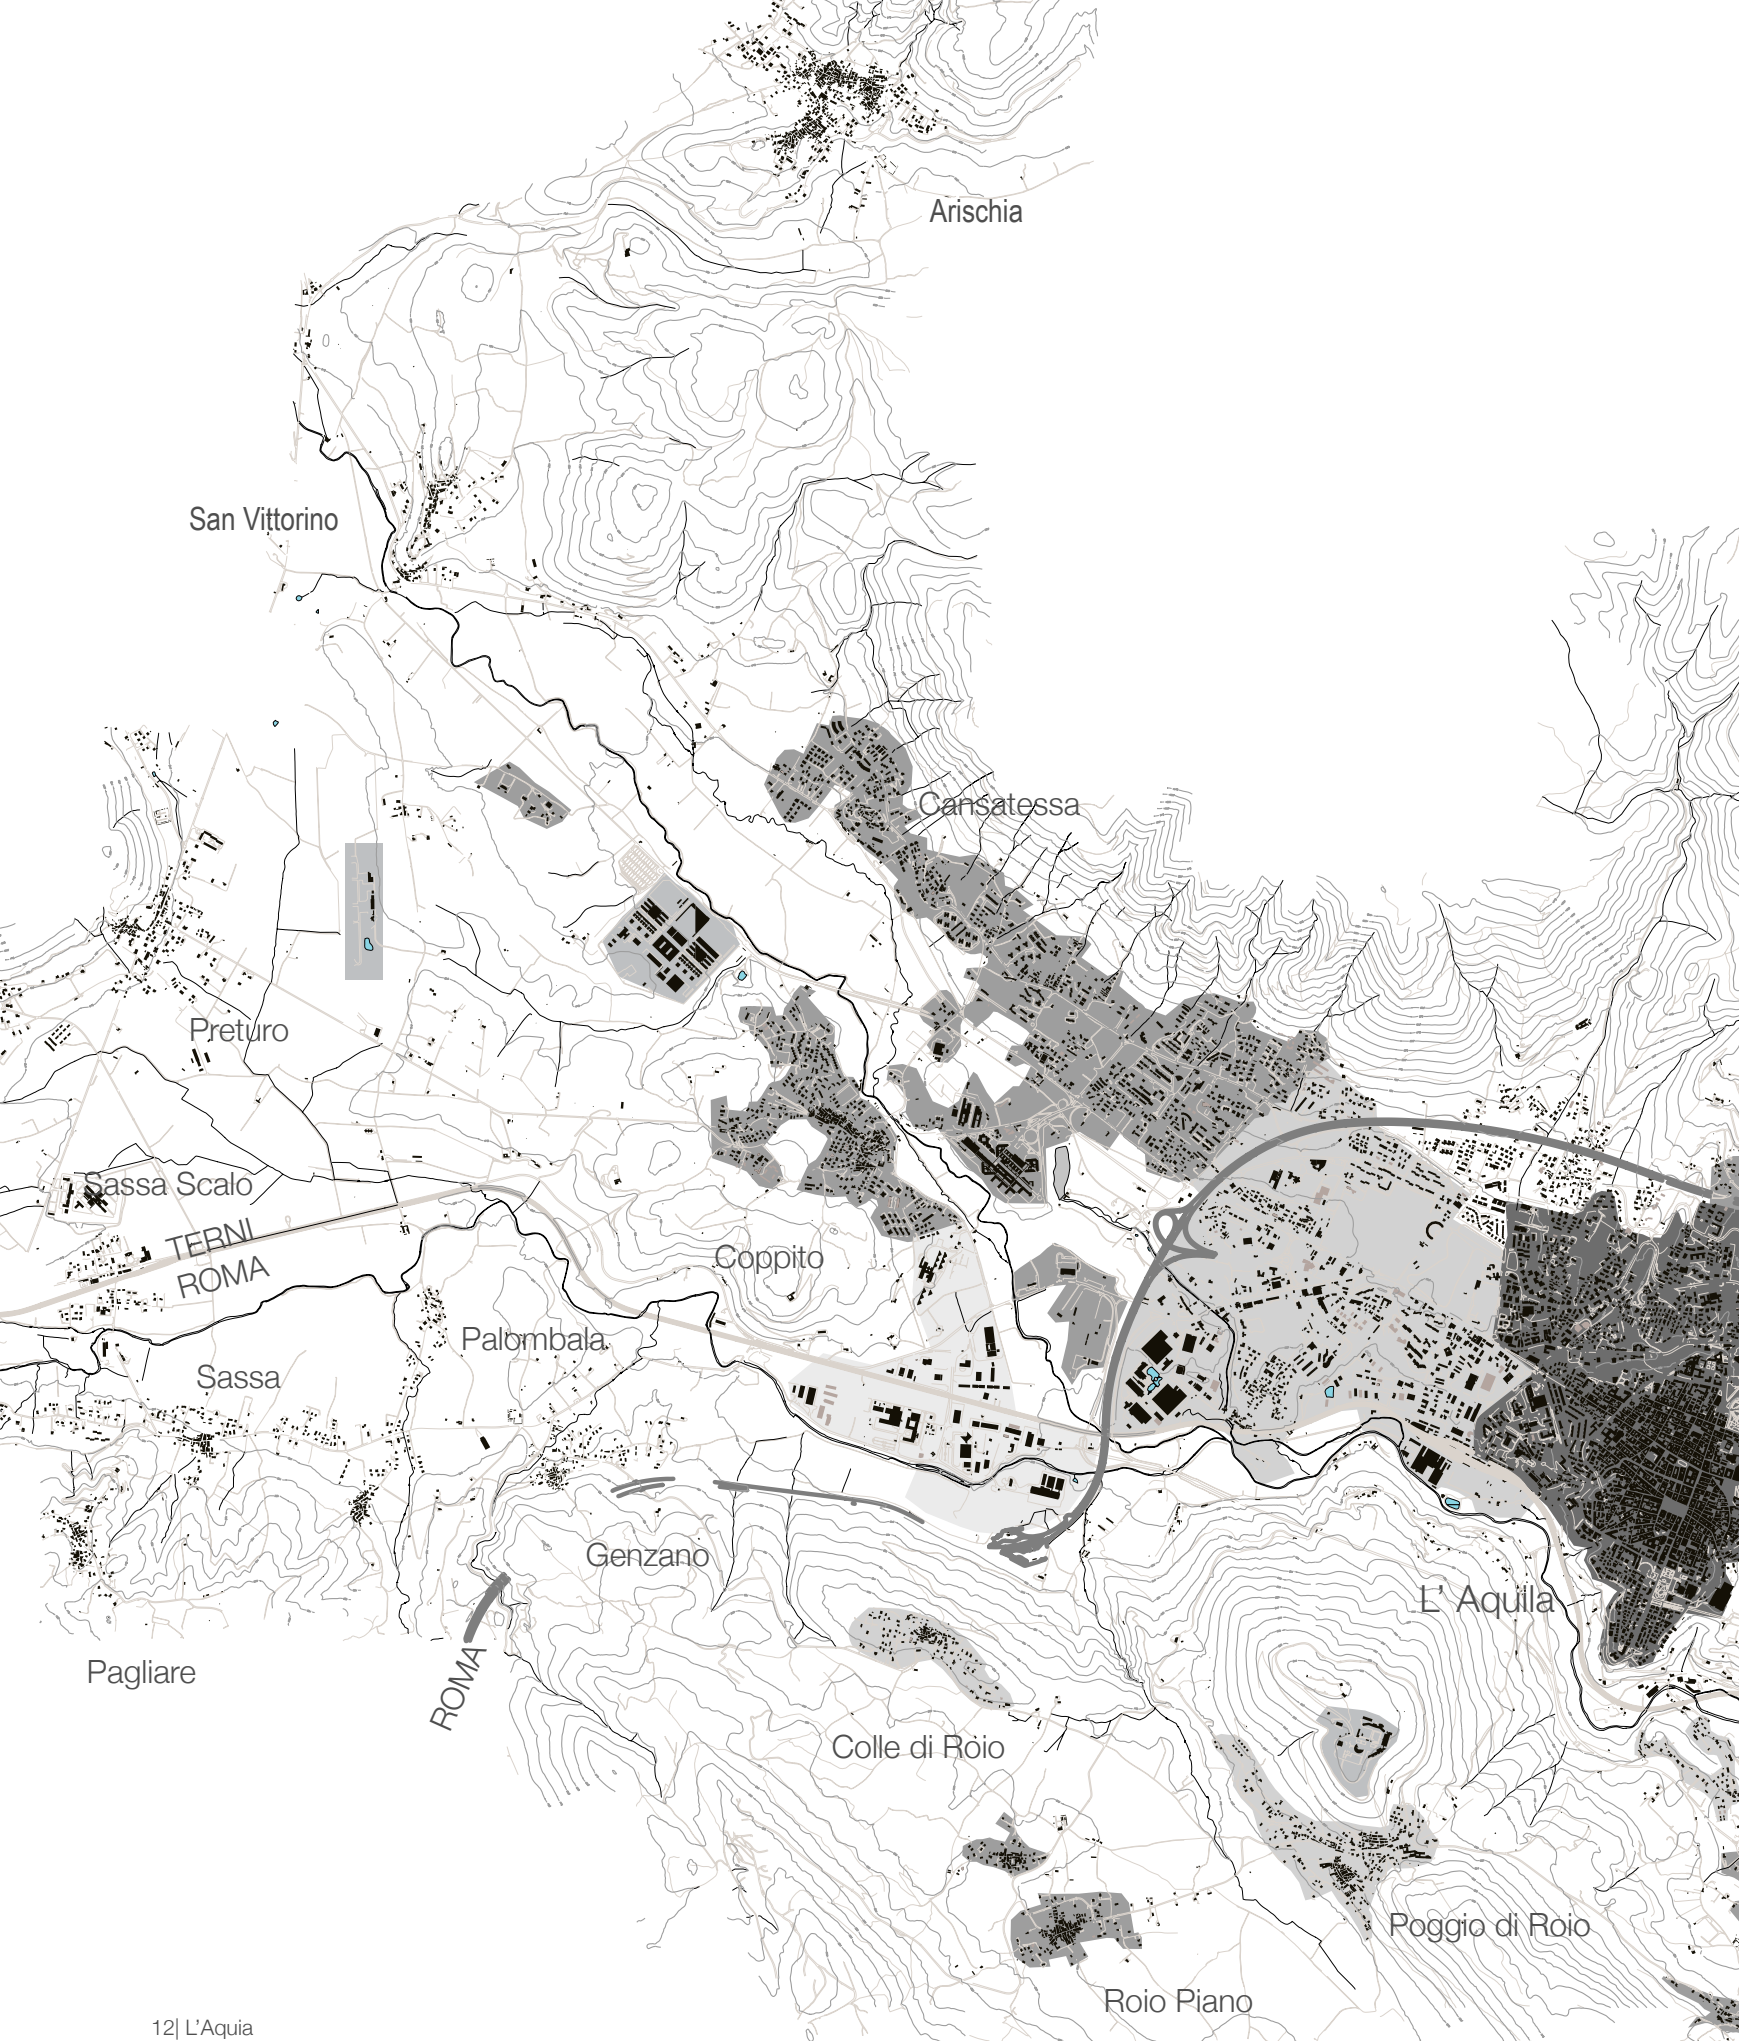 Arischia
San Vittorino
Cansatessa
Preturo
Sassa Scalo
TERNI
ROMA
Coppito
Palombala
Sassa
Genzano
L' Aquila
Pagliare
ROMA
Colle di Roio
Poggio di Roio
Roio Piano
12| L'Aquia